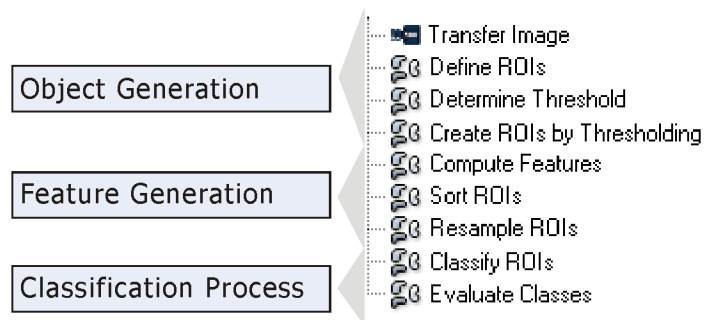 Object Generation
Feature Generation
Classification Process
Transfer Image
Define ROIs
Determine Threshold
Create ROIs by Thresholding
Compute Features
Sort ROIs
Resample ROIs
Classify ROIs
Evaluate Classes